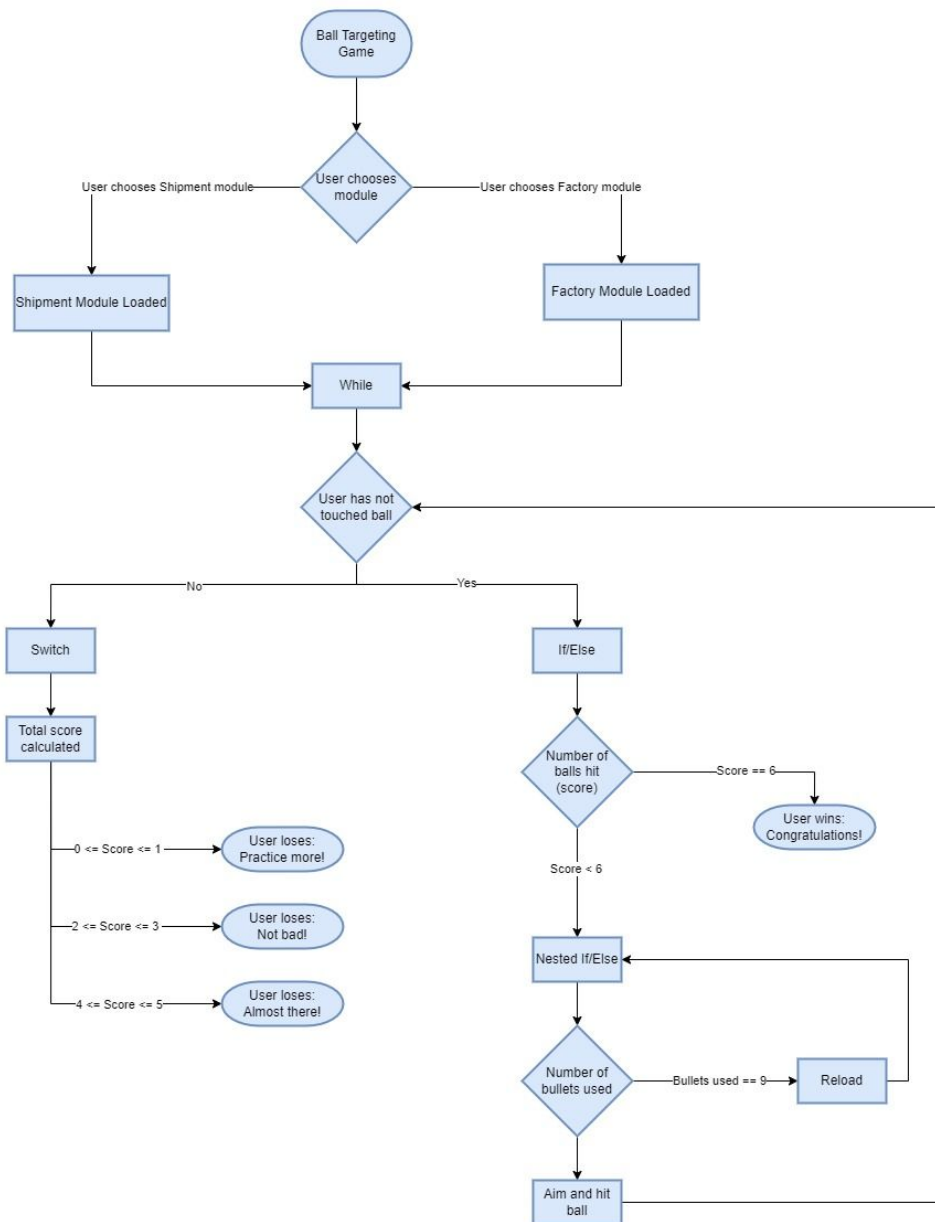 Ball Targeting
Game
User chooses
module
User chooses Shipment module
User chooses Factory module
Shipment Module Loaded
Factory Module Loaded
While
User has not
touched ball
No
Yes
Switch
If/Else
Total score
calculated
Number of
balls hit
(score)
Score == 6
User wins:
Congratulations!
0 <= Score <= 1
User loses:
Practice more!
Score < 6
2 <= Score <= 3
User loses:
Not bad!
Nested If/Else
4 <= Score <= 5
User loses:
Almost there!
Number of
bullets used
Bullets used == 9
Reload
Aim and hit
ball